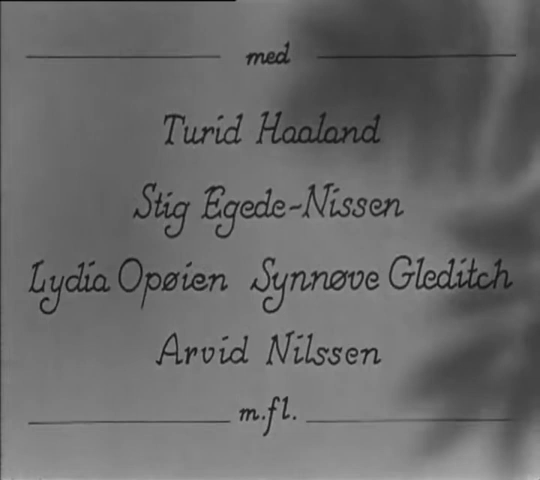 med
Turid Haaland
Stig Egede-Nissen
Lydia Opøien Synnøve Gleditch
Arvid Nilssen
m.fl.